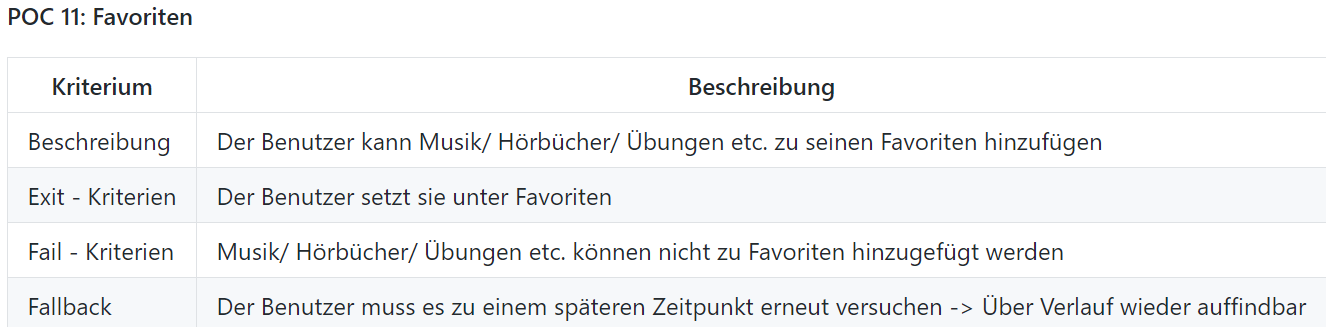 POC 11: Favoriten
Kriterium Beschreibung
Beschreibung Der Benutzer kann Musik/ Hörbücher/ Übungen etc. zu seinen Favoriten hinzufügen
Exit - Kriterien Der Benutzer setzt sie unter Favoriten
Fail - Kriterien Musik/ Hörbücher/ Übungen etc. können nicht zu Favoriten hinzugefügt werden
Fallback Der Benutzer muss es zu einem späteren Zeitpunkt erneut versuchen -> Über Verlauf wieder auffindbar